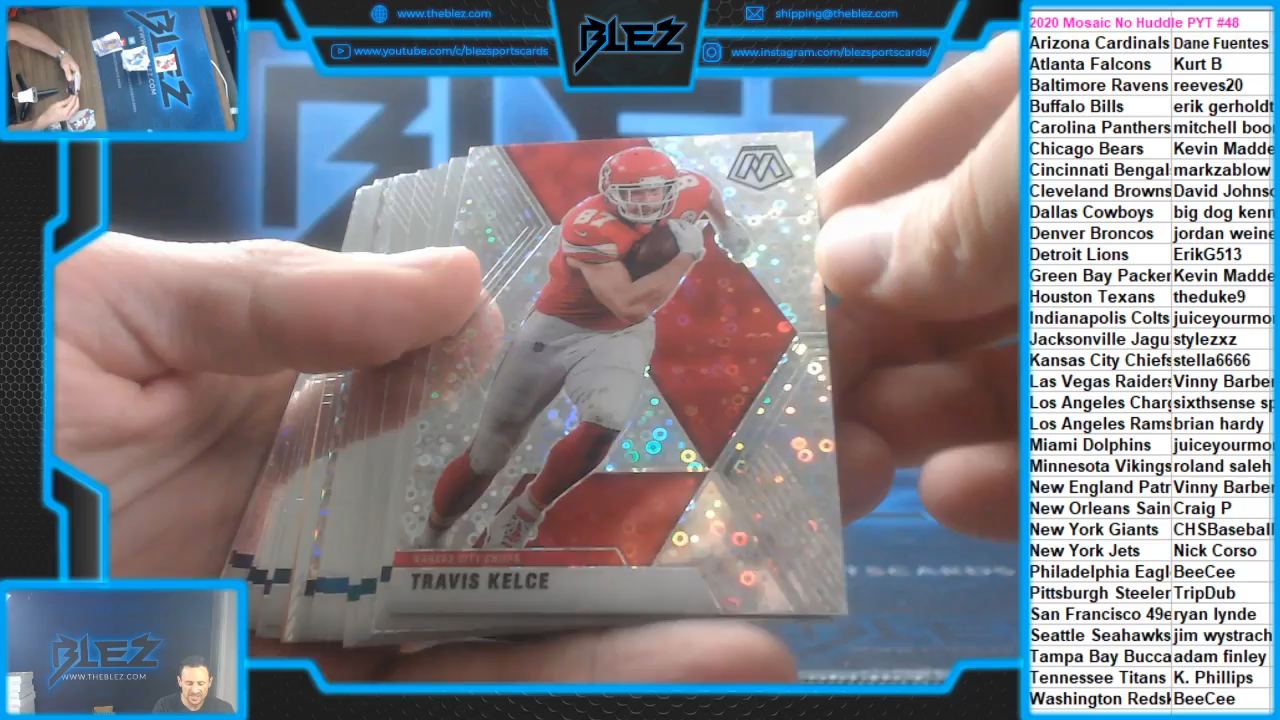 www.theblez.com
shipping@theblez.com
www.youtube.com/c/blezsportscards
www.instagram.com/blezsportscards/
BLEZ
87
KANSAS CITY CHIEFS
TRAVIS KELCE
BLEZ
WWW.THEBLEZ.COM
2020 Mosaic No Huddle PYT #48
Arizona Cardinals Dane Fuentes
Atlanta Falcons Kurt B
Baltimore Ravens reeves20
Buffalo Bills erik gerholdt
Carolina Panthers mitchell boo
Chicago Bears Kevin Madde
Cincinnati Bengal markzablow
Cleveland Browns David Johnso
Dallas Cowboys big dog kenn
Denver Broncos jordan weine
Detroit Lions ErikG513
Green Bay Packer Kevin Madde
Houston Texans theduke9
Indianapolis Colts juiceyourmo
Jacksonville Jagu stylezxz
Kansas City Chiefs stella6666
Las Vegas Raiders Vinny Barber
Los Angeles Charg sixthsense sp
Los Angeles Rams brian hardy
Miami Dolphins juiceyourmo
Minnesota Vikings roland saleh
New England Patr Vinny Barber
New Orleans Sain Craig P
New York Giants CHSBaseball
New York Jets Nick Corso
Philadelphia Eagl BeeCee
Pittsburgh Steeler TripDub
San Francisco 49e ryan lynde
Seattle Seahawks jim wystrach
Tampa Bay Bucca adam finley
Tennessee Titans K. Phillips
Washington Redsk BeeCee